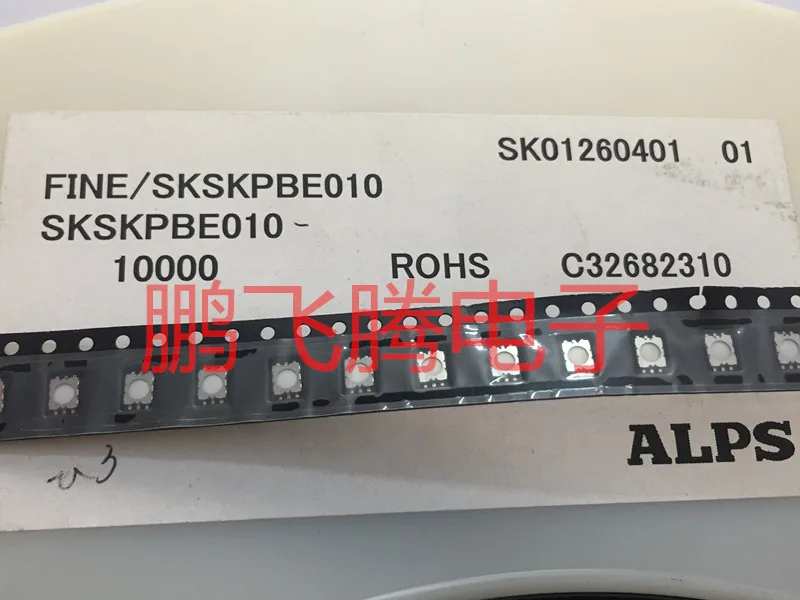 SK01260401 01
FINE/SKSKPBE010
SKSKPBE010-
10000 ROHS C32682310
鹏飞腾电子
ALPS